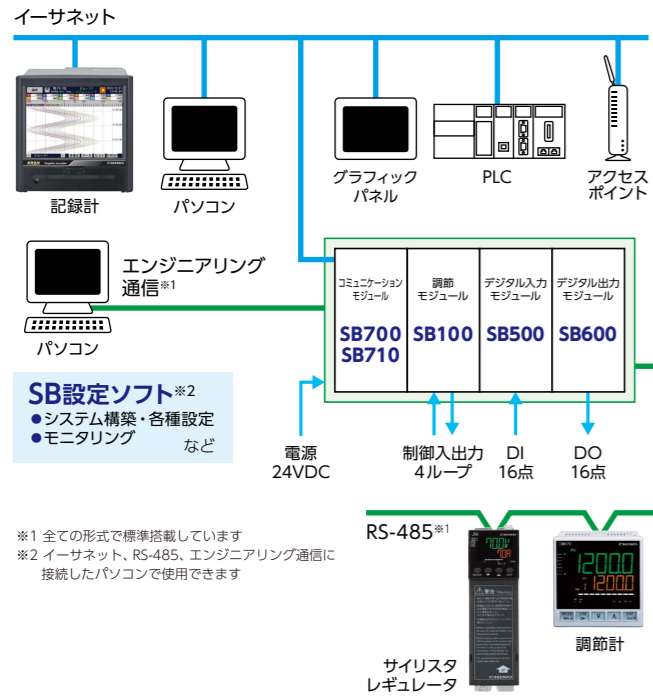 イーサネット
記録計
パソコン
グラフィック
パネル
PLC
アクセス
ポイント
エンジニアリング
通信※1
パソコン
コミュニケーション
モジュール
SB700
SB710
調節
モジュール
SB100
デジタル入力
モジュール
SB500
デジタル出力
モジュール
SB600
SB設定ソフト※2
●システム構築・各種設定
●モニタリング など
電源
24VDC
制御入出力
4ループ
DI
16点
DO
16点
※1 全ての形式で標準搭載しています
※2 イーサネット、RS-485、エンジニアリング通信に
接続したパソコンで使用できます
RS-485※1
警告
CHINO
サイリスタ
レギュレータ
1200.0
1200.0
調節計